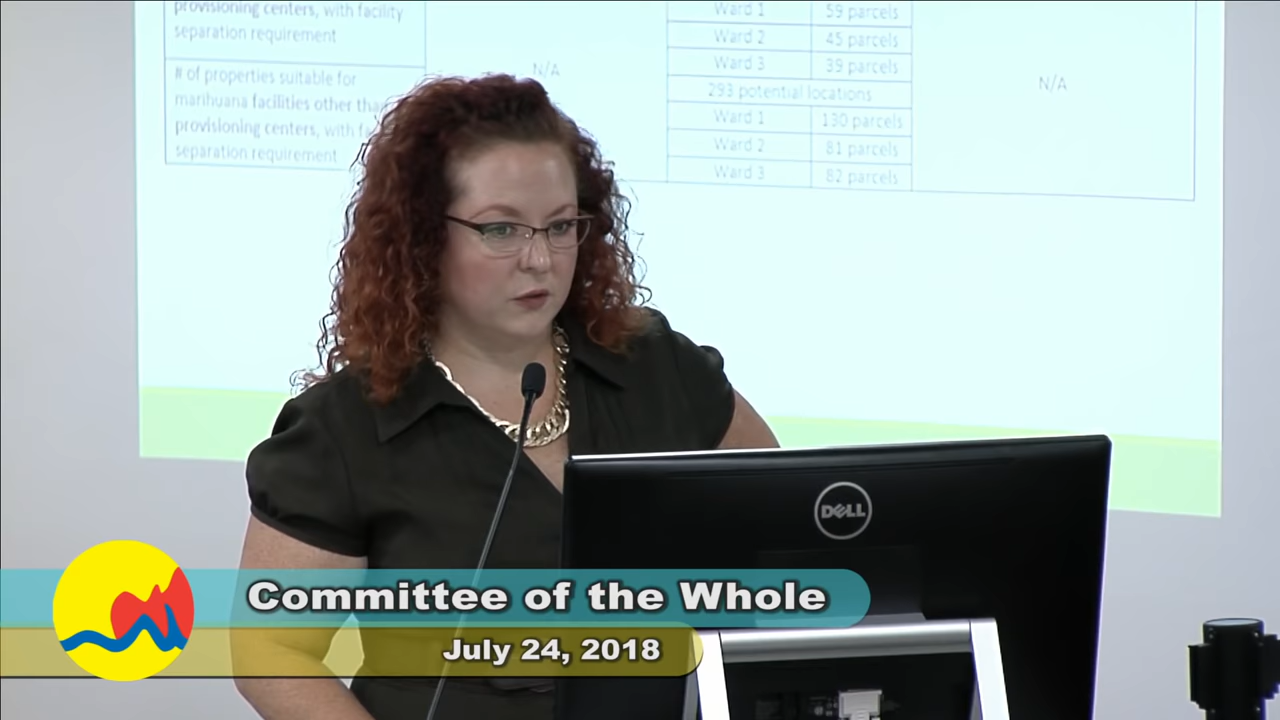 provisioning centers, with facility
separation requirement
Ward 1 59 parcels
Ward 2 45 parcels
Ward 3 39 parcels
N/A
# of properties suitable for
marihuana facilities other
provisioning centers, with
separation requirement
293 potential locations
Ward 1 130 parcels
Ward 2 81 parcels
Ward 3 82 parcels
N/A
DELL
Committee of the Whole
July 24, 2018